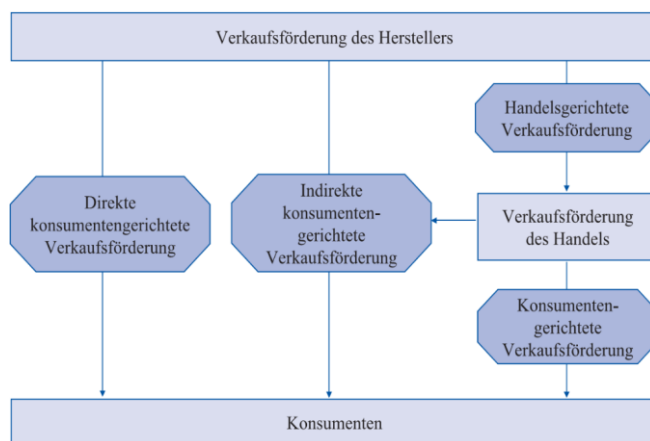 Verkaufsförderung des Herstellers
Handelsgerichtete
Verkaufsförderung
Direkte
konsumentengerichtete
Verkaufsförderung
Indirekte
konsumenten-
gerichtete
Verkaufsförderung
Verkaufsförderung
des Handels
Konsumenten-
gerichtete
Verkaufsförderung
Konsumenten